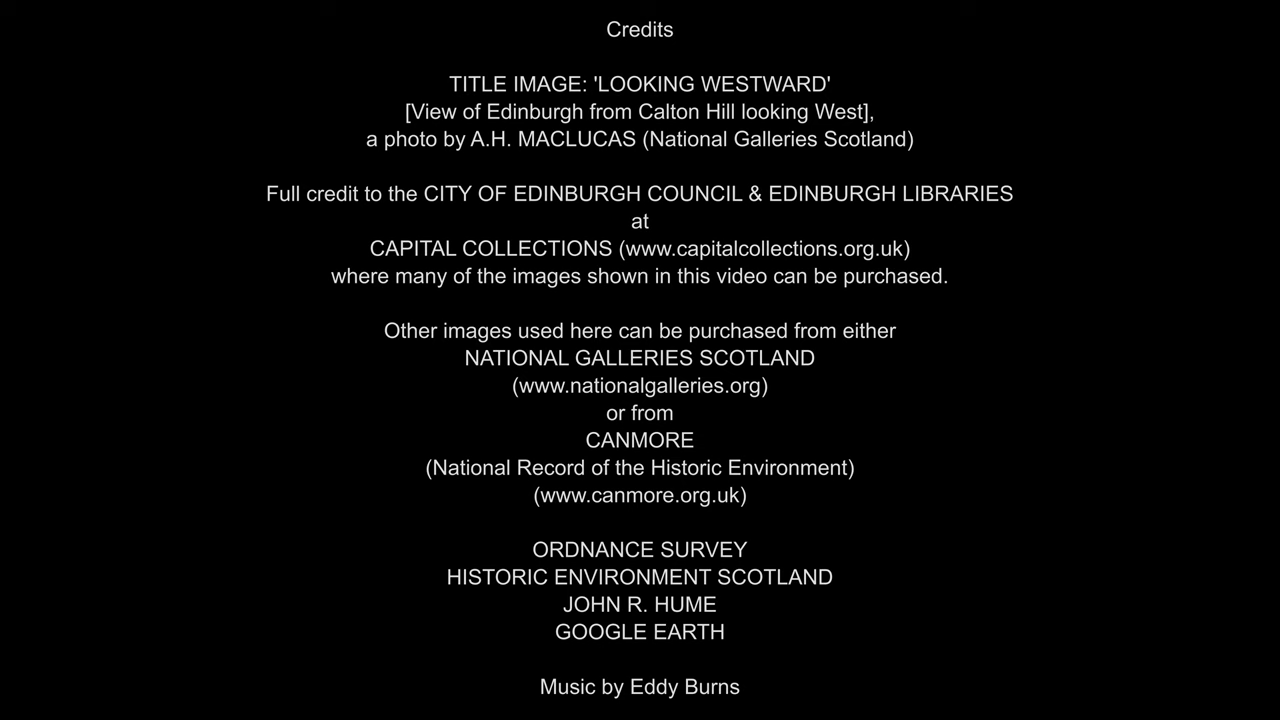 Credits
TITLE IMAGE: 'LOOKING WESTWARD'
[View of Edinburgh from Calton Hill looking West],
a photo by A.H. MACLUCAS (National Galleries Scotland)
Full credit to the CITY OF EDINBURGH COUNCIL & EDINBURGH LIBRARIES
at
CAPITAL COLLECTIONS (www.capitalcollections.org.uk)
where many of the images shown in this video can be purchased.
Other images used here can be purchased from either
NATIONAL GALLERIES SCOTLAND
(www.nationalgalleries.org)
or from
CANMORE
(National Record of the Historic Environment)
(www.canmore.org.uk)
ORDNANCE SURVEY
HISTORIC ENVIRONMENT SCOTLAND
JOHN R. HUME
GOOGLE EARTH
Music by Eddy Burns